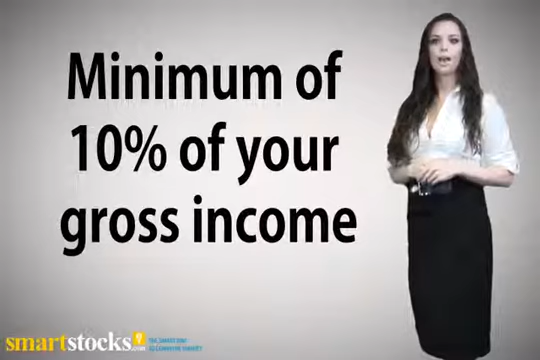 Minimum of
10% of your
gross income
smartstocks.com